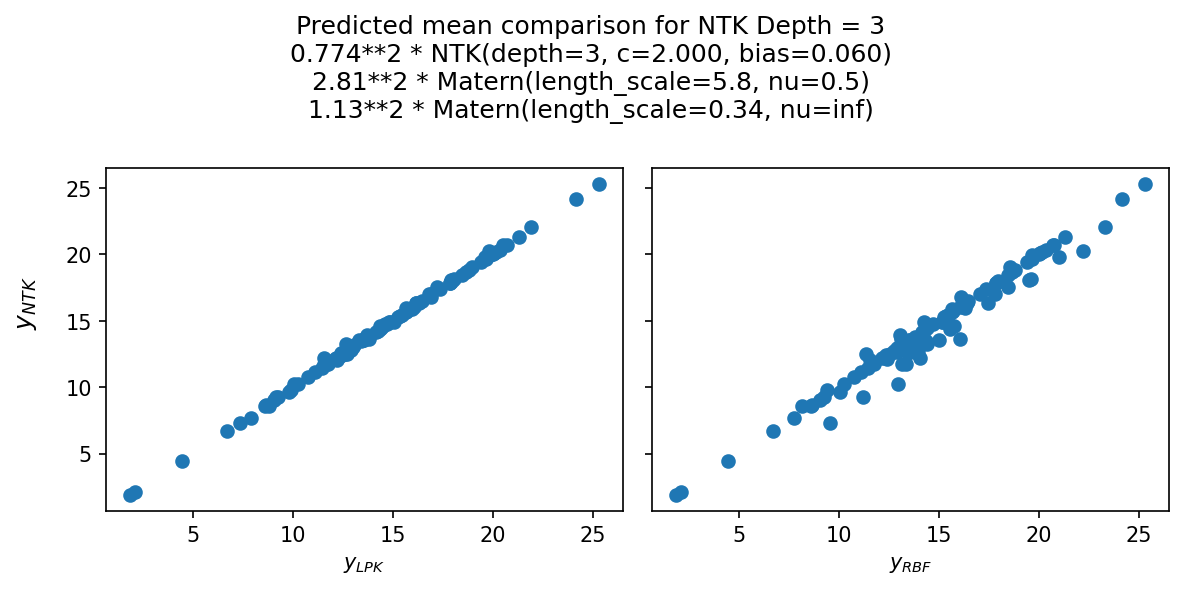 Predicted mean comparison for NTK Depth = 3
0.774**2 * NTK(depth=3, c=2.000, bias=0.060)
2.81**2 * Matern(length_scale=5.8, nu=0.5)
1.13**2 * Matern(length_scale=0.34, nu=inf)
25
20
15
10
5
y_NTK
5 10 15 20 25
y_LPK
5 10 15 20 25
y_RBF